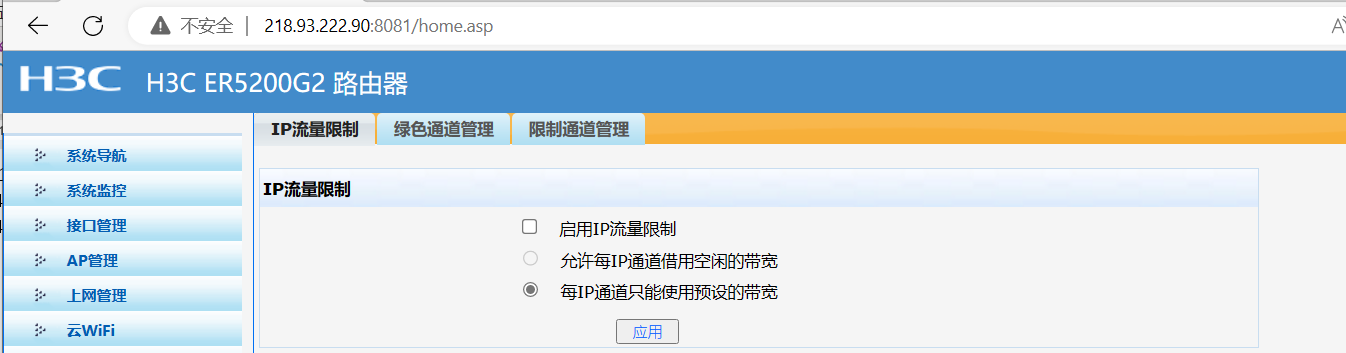 不安全 | 218.93.222.90:8081/home.asp
H3C H3C ER5200G2 路由器
IP流量限制 绿色通道管理 限制通道管理
系统导航
系统监控
接口管理
AP管理
上网管理
云WiFi
IP流量限制
启用IP流量限制
允许每IP通道借用空闲的带宽
每IP通道只能使用预设的带宽
应用